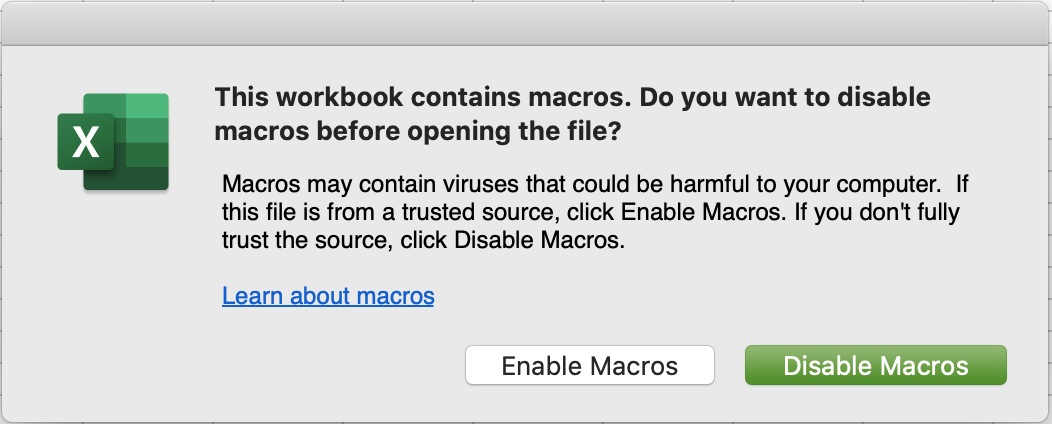 X
This workbook contains macros. Do you want to disable
macros before opening the file?
Macros may contain viruses that could be harmful to your computer.  If
this file is from a trusted source, click Enable Macros. If you don't fully
trust the source, click Disable Macros.
Learn about macros
Enable Macros
Disable Macros